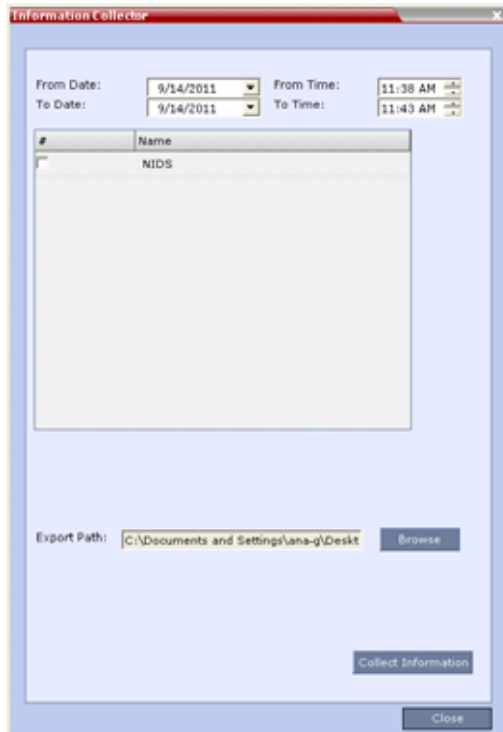 Information Collector
From Date: 9/14/2011 From Time: 11:38 AM
To Date: 9/14/2011 To Time: 11:43 AM
# Name
NIDS
Export Path: C:\Documents and Settings\ana-g\Deskt Browse
Collect Information
Close